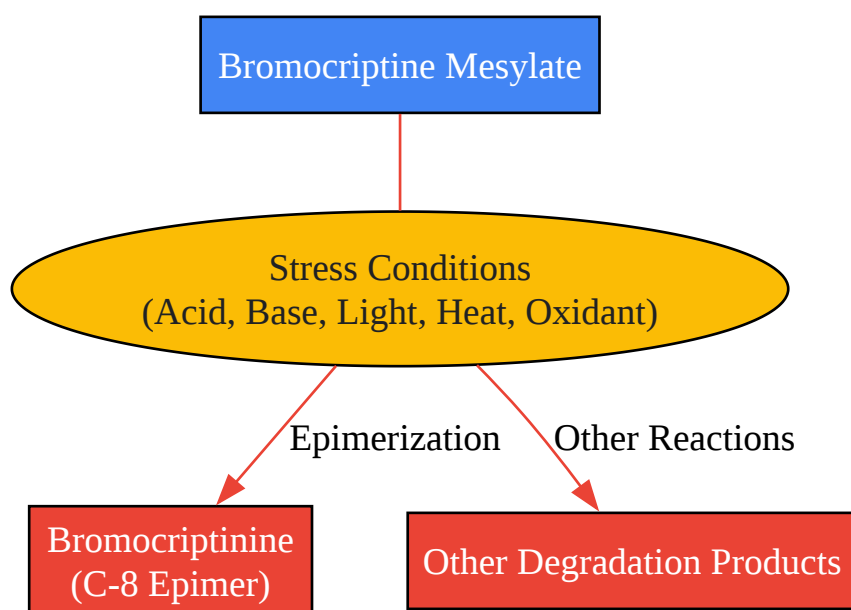 Bromocriptine Mesylate
Stress Conditions
(Acid, Base, Light, Heat, Oxidant)
Epimerization
Other Reactions
Bromocriptinine
(C-8 Epimer)
Other Degradation Products